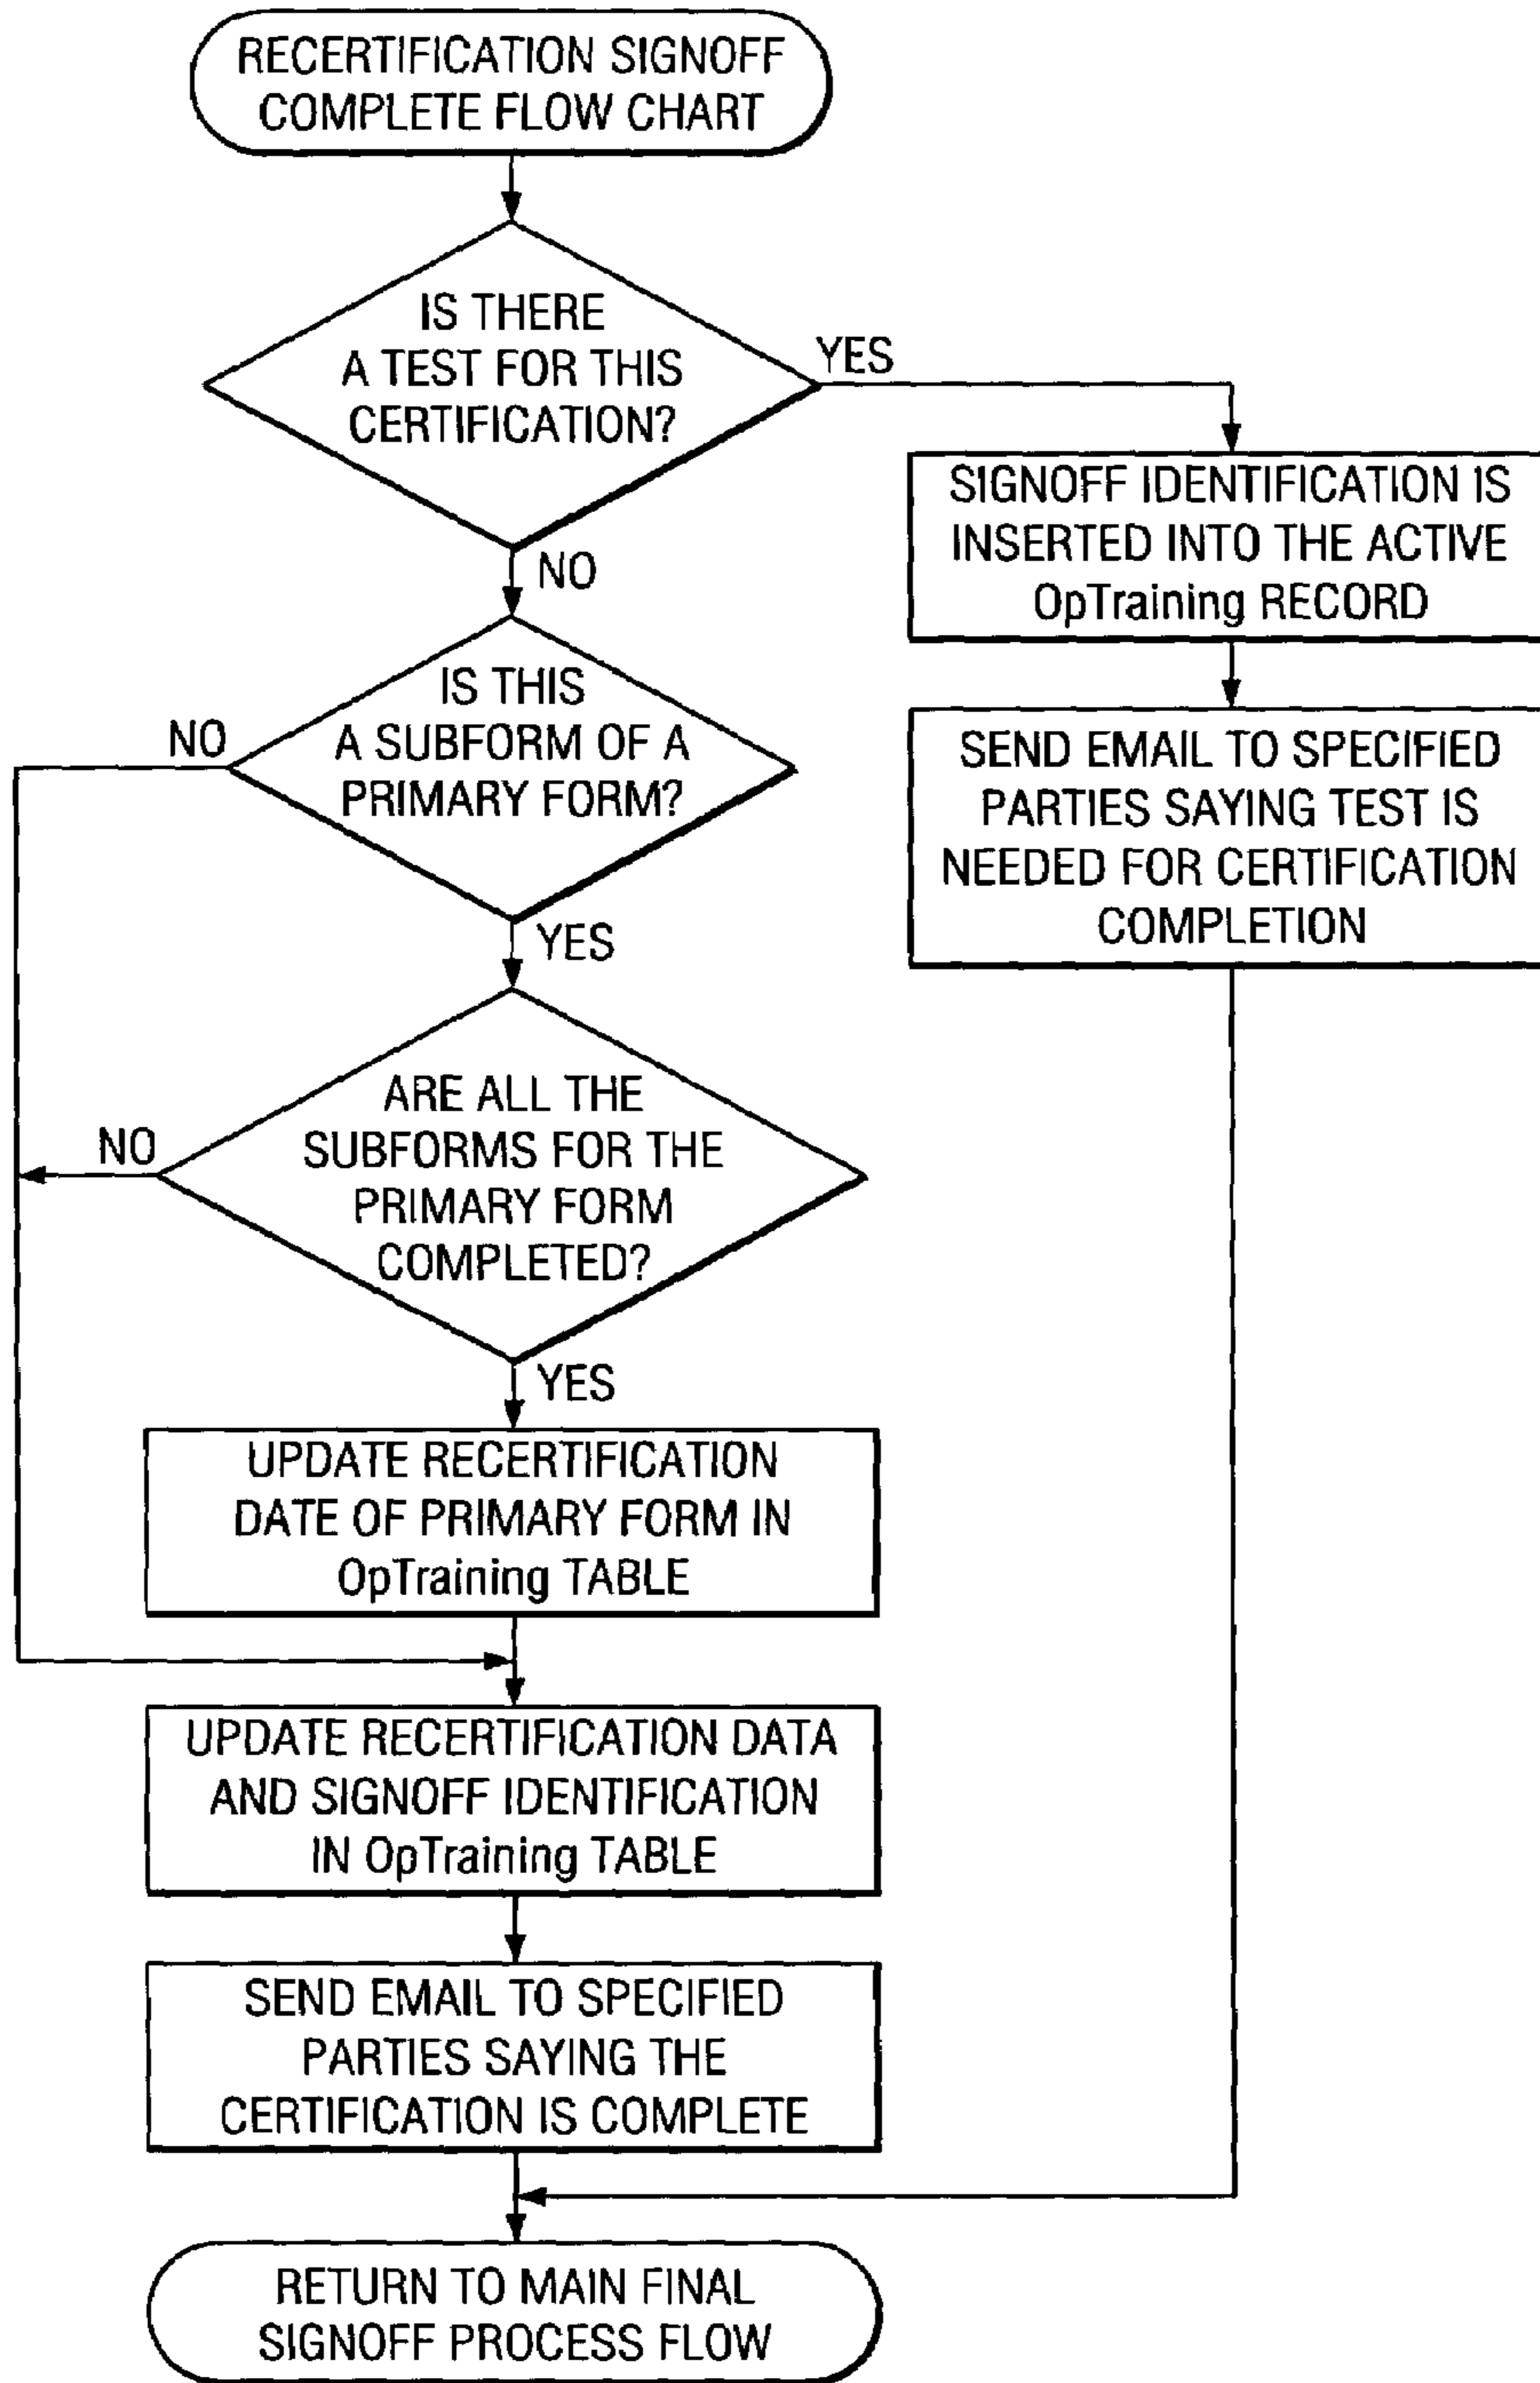 RECERTIFICATION SIGNOFF
COMPLETE FLOW CHART
IS THERE
A TEST FOR THIS
CERTIFICATION?
YES
NO
SIGNOFF IDENTIFICATION IS
INSERTED INTO THE ACTIVE
OpTraining RECORD
SEND EMAIL TO SPECIFIED
PARTIES SAYING TEST IS
NEEDED FOR CERTIFICATION
COMPLETION
IS THIS
A SUBFORM OF A
PRIMARY FORM?
NO
YES
ARE ALL THE
SUBFORMS FOR THE
PRIMARY FORM
COMPLETED?
NO
YES
UPDATE RECERTIFICATION
DATE OF PRIMARY FORM IN
OpTraining TABLE
UPDATE RECERTIFICATION DATA
AND SIGNOFF IDENTIFICATION
IN OpTraining TABLE
SEND EMAIL TO SPECIFIED
PARTIES SAYING THE
CERTIFICATION IS COMPLETE
RETURN TO MAIN FINAL
SIGNOFF PROCESS FLOW